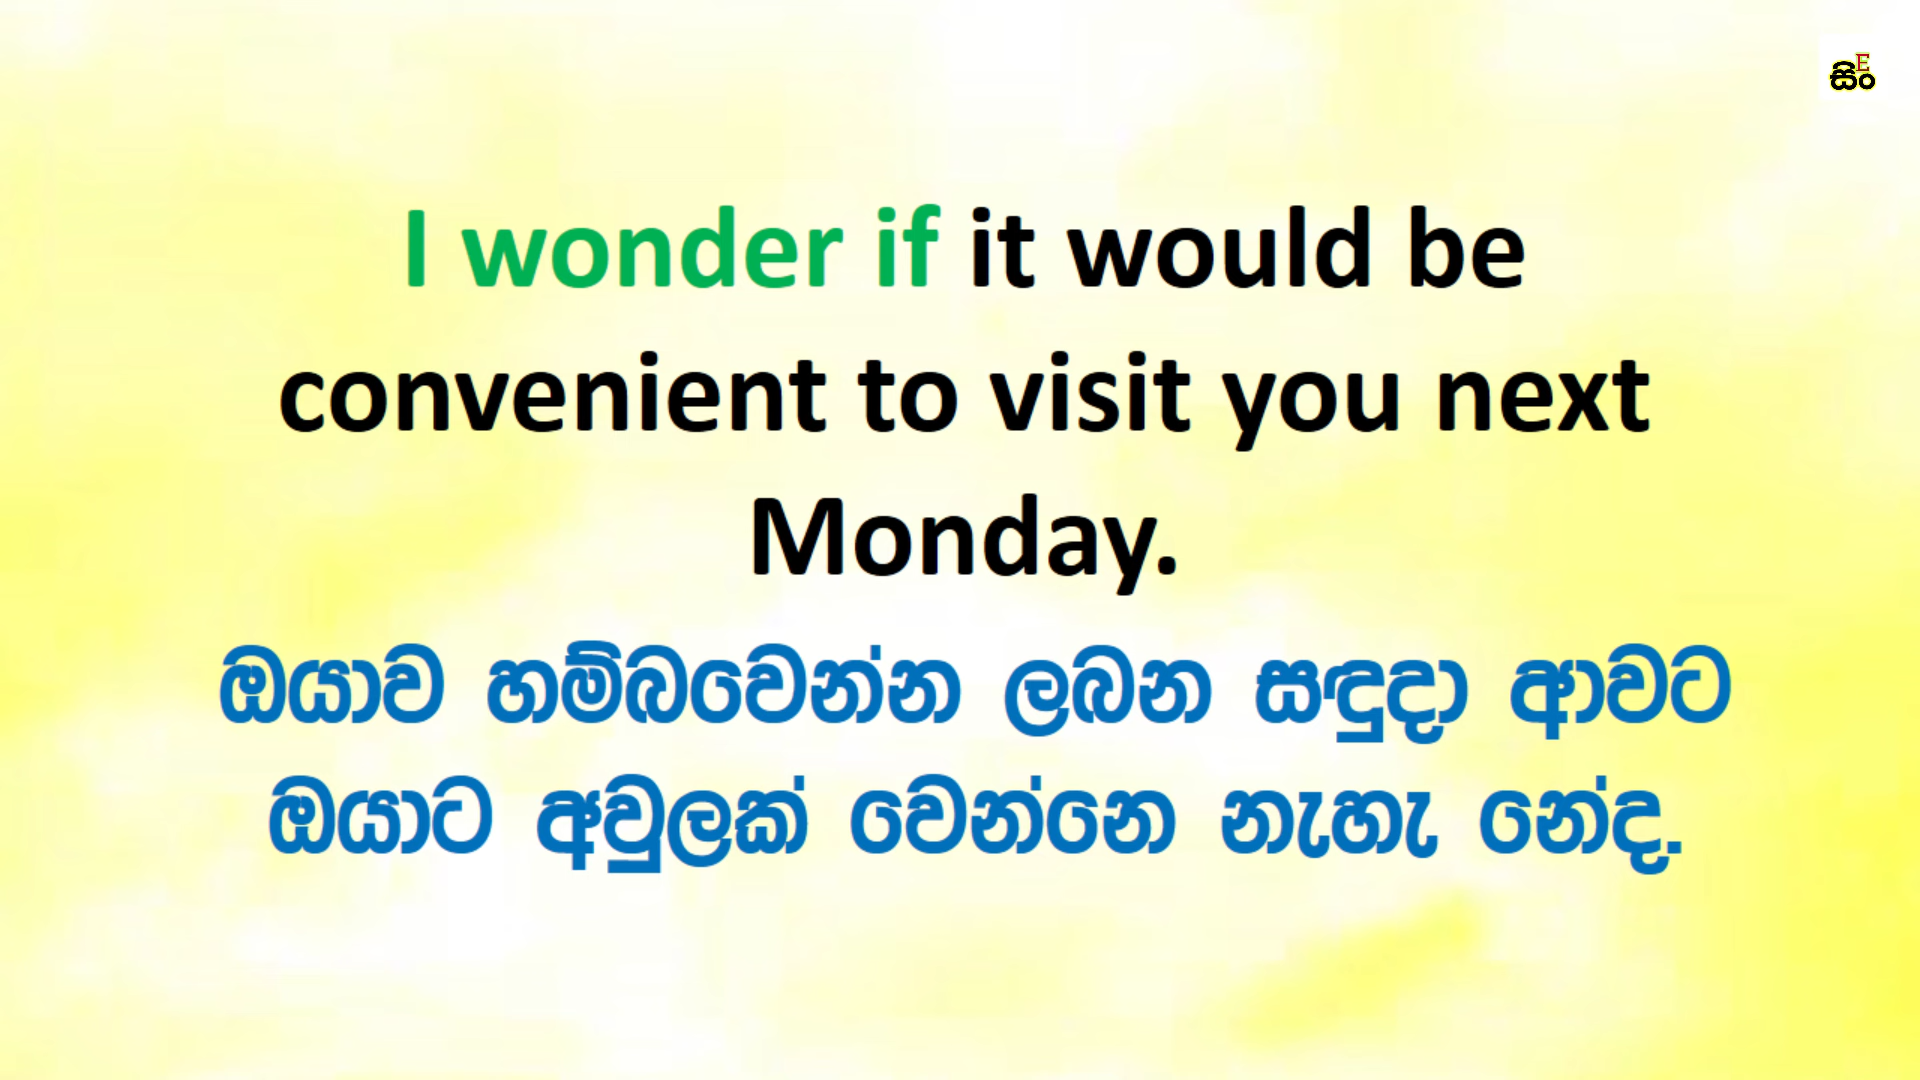 සිංE
I wonder if it would be
convenient to visit you next
Monday.
ඔයාව හම්බවෙන්න ලබන සඳුදා ආවට
ඔයාට අවුලක් වෙන්නෙ නැහැ නේද.